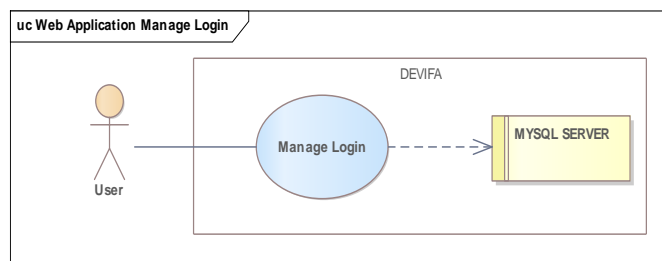 uc Web Application Manage Login
DEVIFA
Manage Login
MYSQL SERVER
User